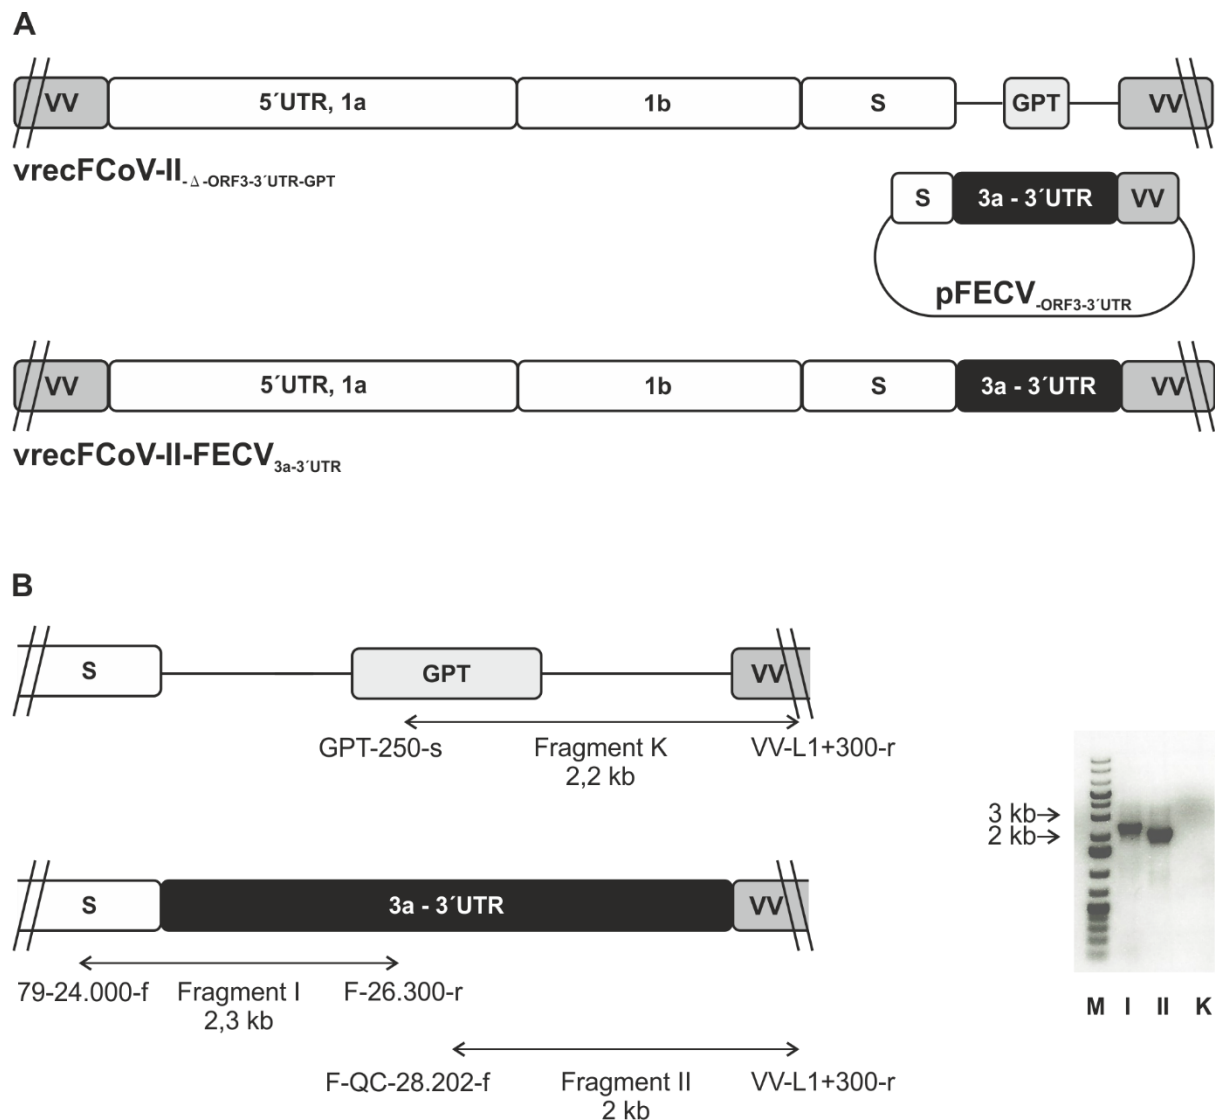 A
VV 5´UTR, 1a 1b S GPT VV
vrecFCoV-II-Δ-ORF3-3´UTR-GPT
S 3a - 3´UTR VV
pFECV-ORF3-3´UTR
VV 5´UTR, 1a 1b S 3a - 3´UTR VV
vrecFCoV-II-FECV3a-3´UTR
B
S GPT VV
GPT-250-s Fragment K VV-L1+300-r
2,2 kb
S 3a - 3´UTR VV
79-24.000-f Fragment I F-26.300-r
2,3 kb
F-QC-28.202-f Fragment II VV-L1+300-r
2 kb
3 kb→
2 kb→
M I II K